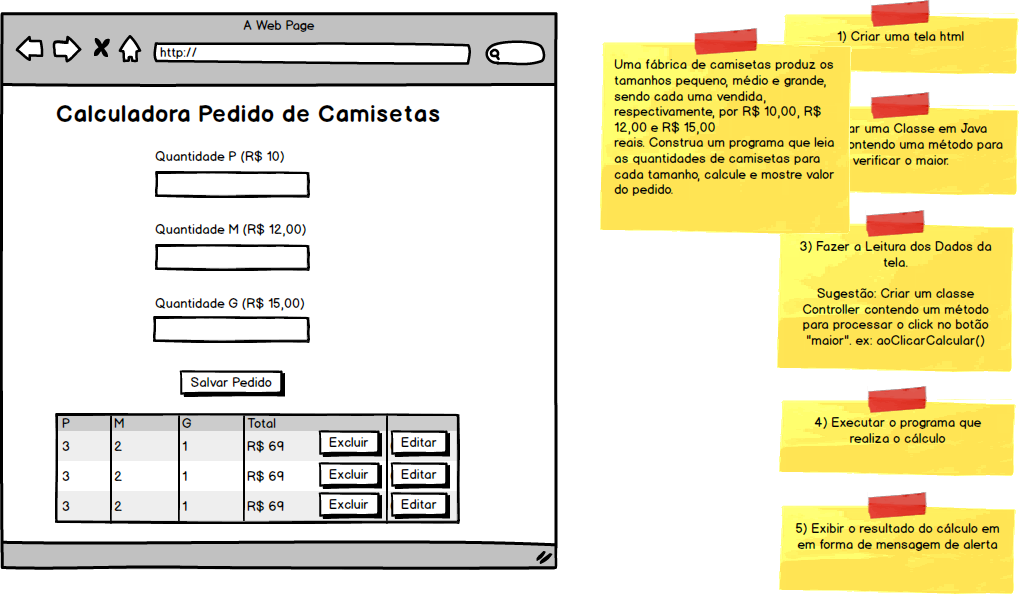 A Web Page
http://
Calculadora Pedido de Camisetas
Quantidade P (R$ 10)
Quantidade M (R$ 12,00)
Quantidade G (R$ 15,00)
Salvar Pedido
P M G Total
3 2 1 R$ 69 Excluir Editar
3 2 1 R$ 69 Excluir Editar
3 2 1 R$ 69 Excluir Editar
Uma fábrica de camisetas produz os
tamanhos pequeno, médio e grande,
sendo cada uma vendida,
respectivamente, por R$ 10,00, R$
12,00 e R$ 15,00
reais. Construa um programa que leia
as quantidades de camisetas para
cada tamanho, calcule e mostre valor
do pedido.
1) Criar uma tela html
uma Classe em Java
contendo uma método para
verificar o maior.
3) Fazer a Leitura dos Dados da
tela.
Sugestão: Criar um classe
Controller contendo um método
para processar o click no botão
"maior". ex: aoClicarCalcular()
4) Executar o programa que
realiza o cálculo
5) Exibir o resultado do cálculo em
em forma de mensagem de alerta